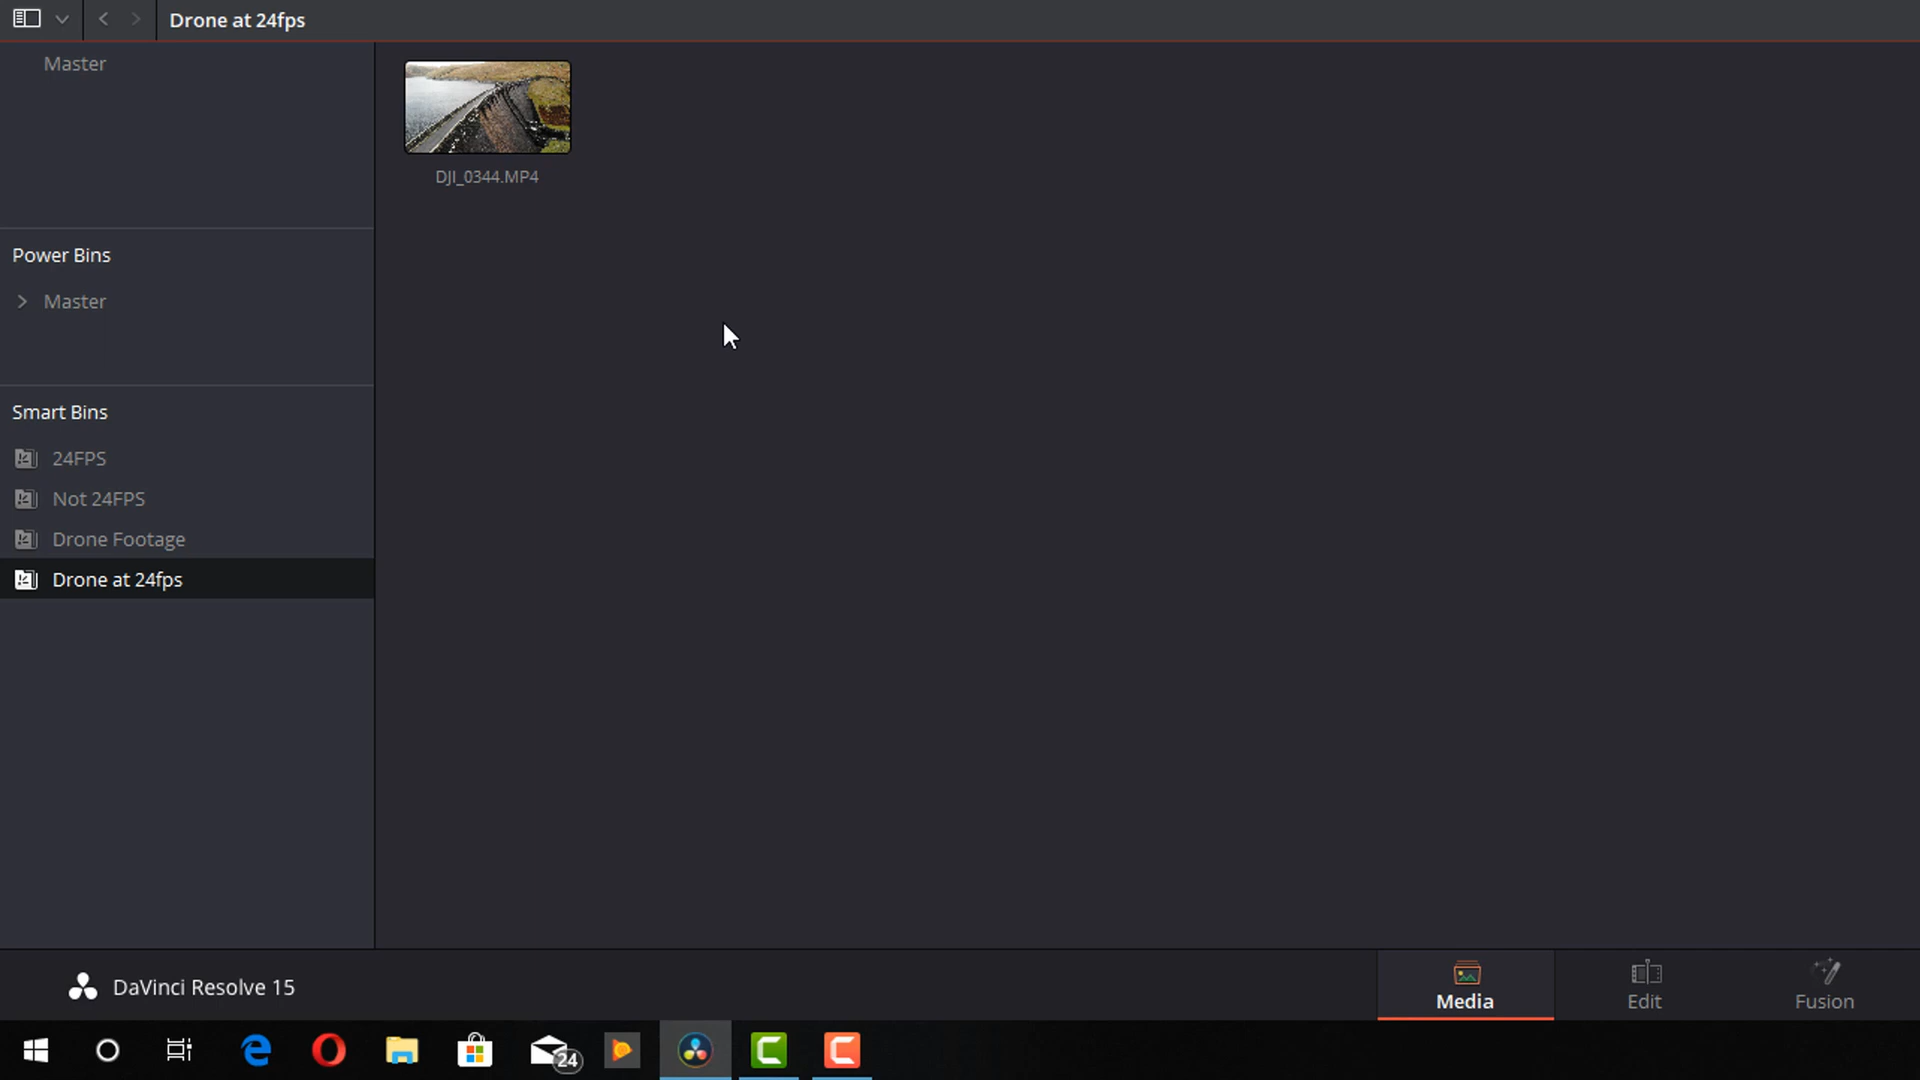 Drone at 24fps
Master
DJI_0344.MP4
Power Bins
Master
Smart Bins
24FPS
Not 24FPS
Drone Footage
Drone at 24fps
DaVinci Resolve 15
Media
Edit
Fusion
24